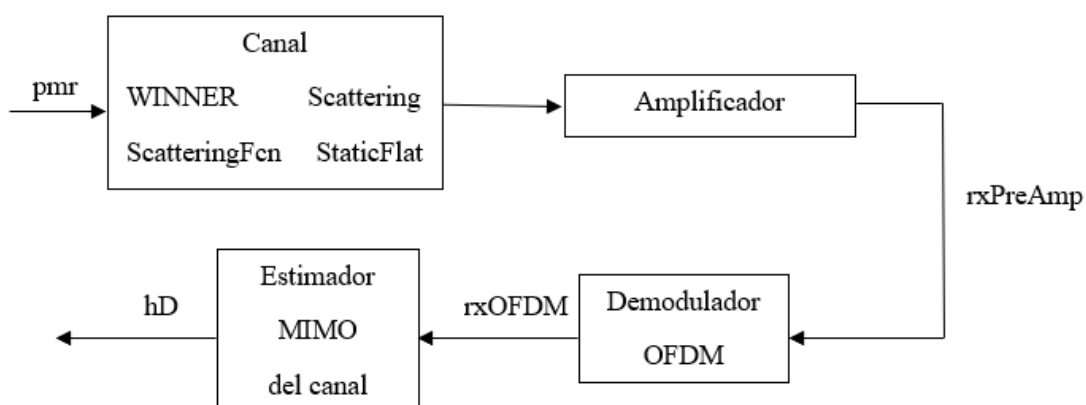 Canal
pmr
WINNER Scattering
ScatteringFcn StaticFlat
Amplificador
rxPreAmp
Demodulador
OFDM
rxOFDM
Estimador
MIMO
del canal
hD